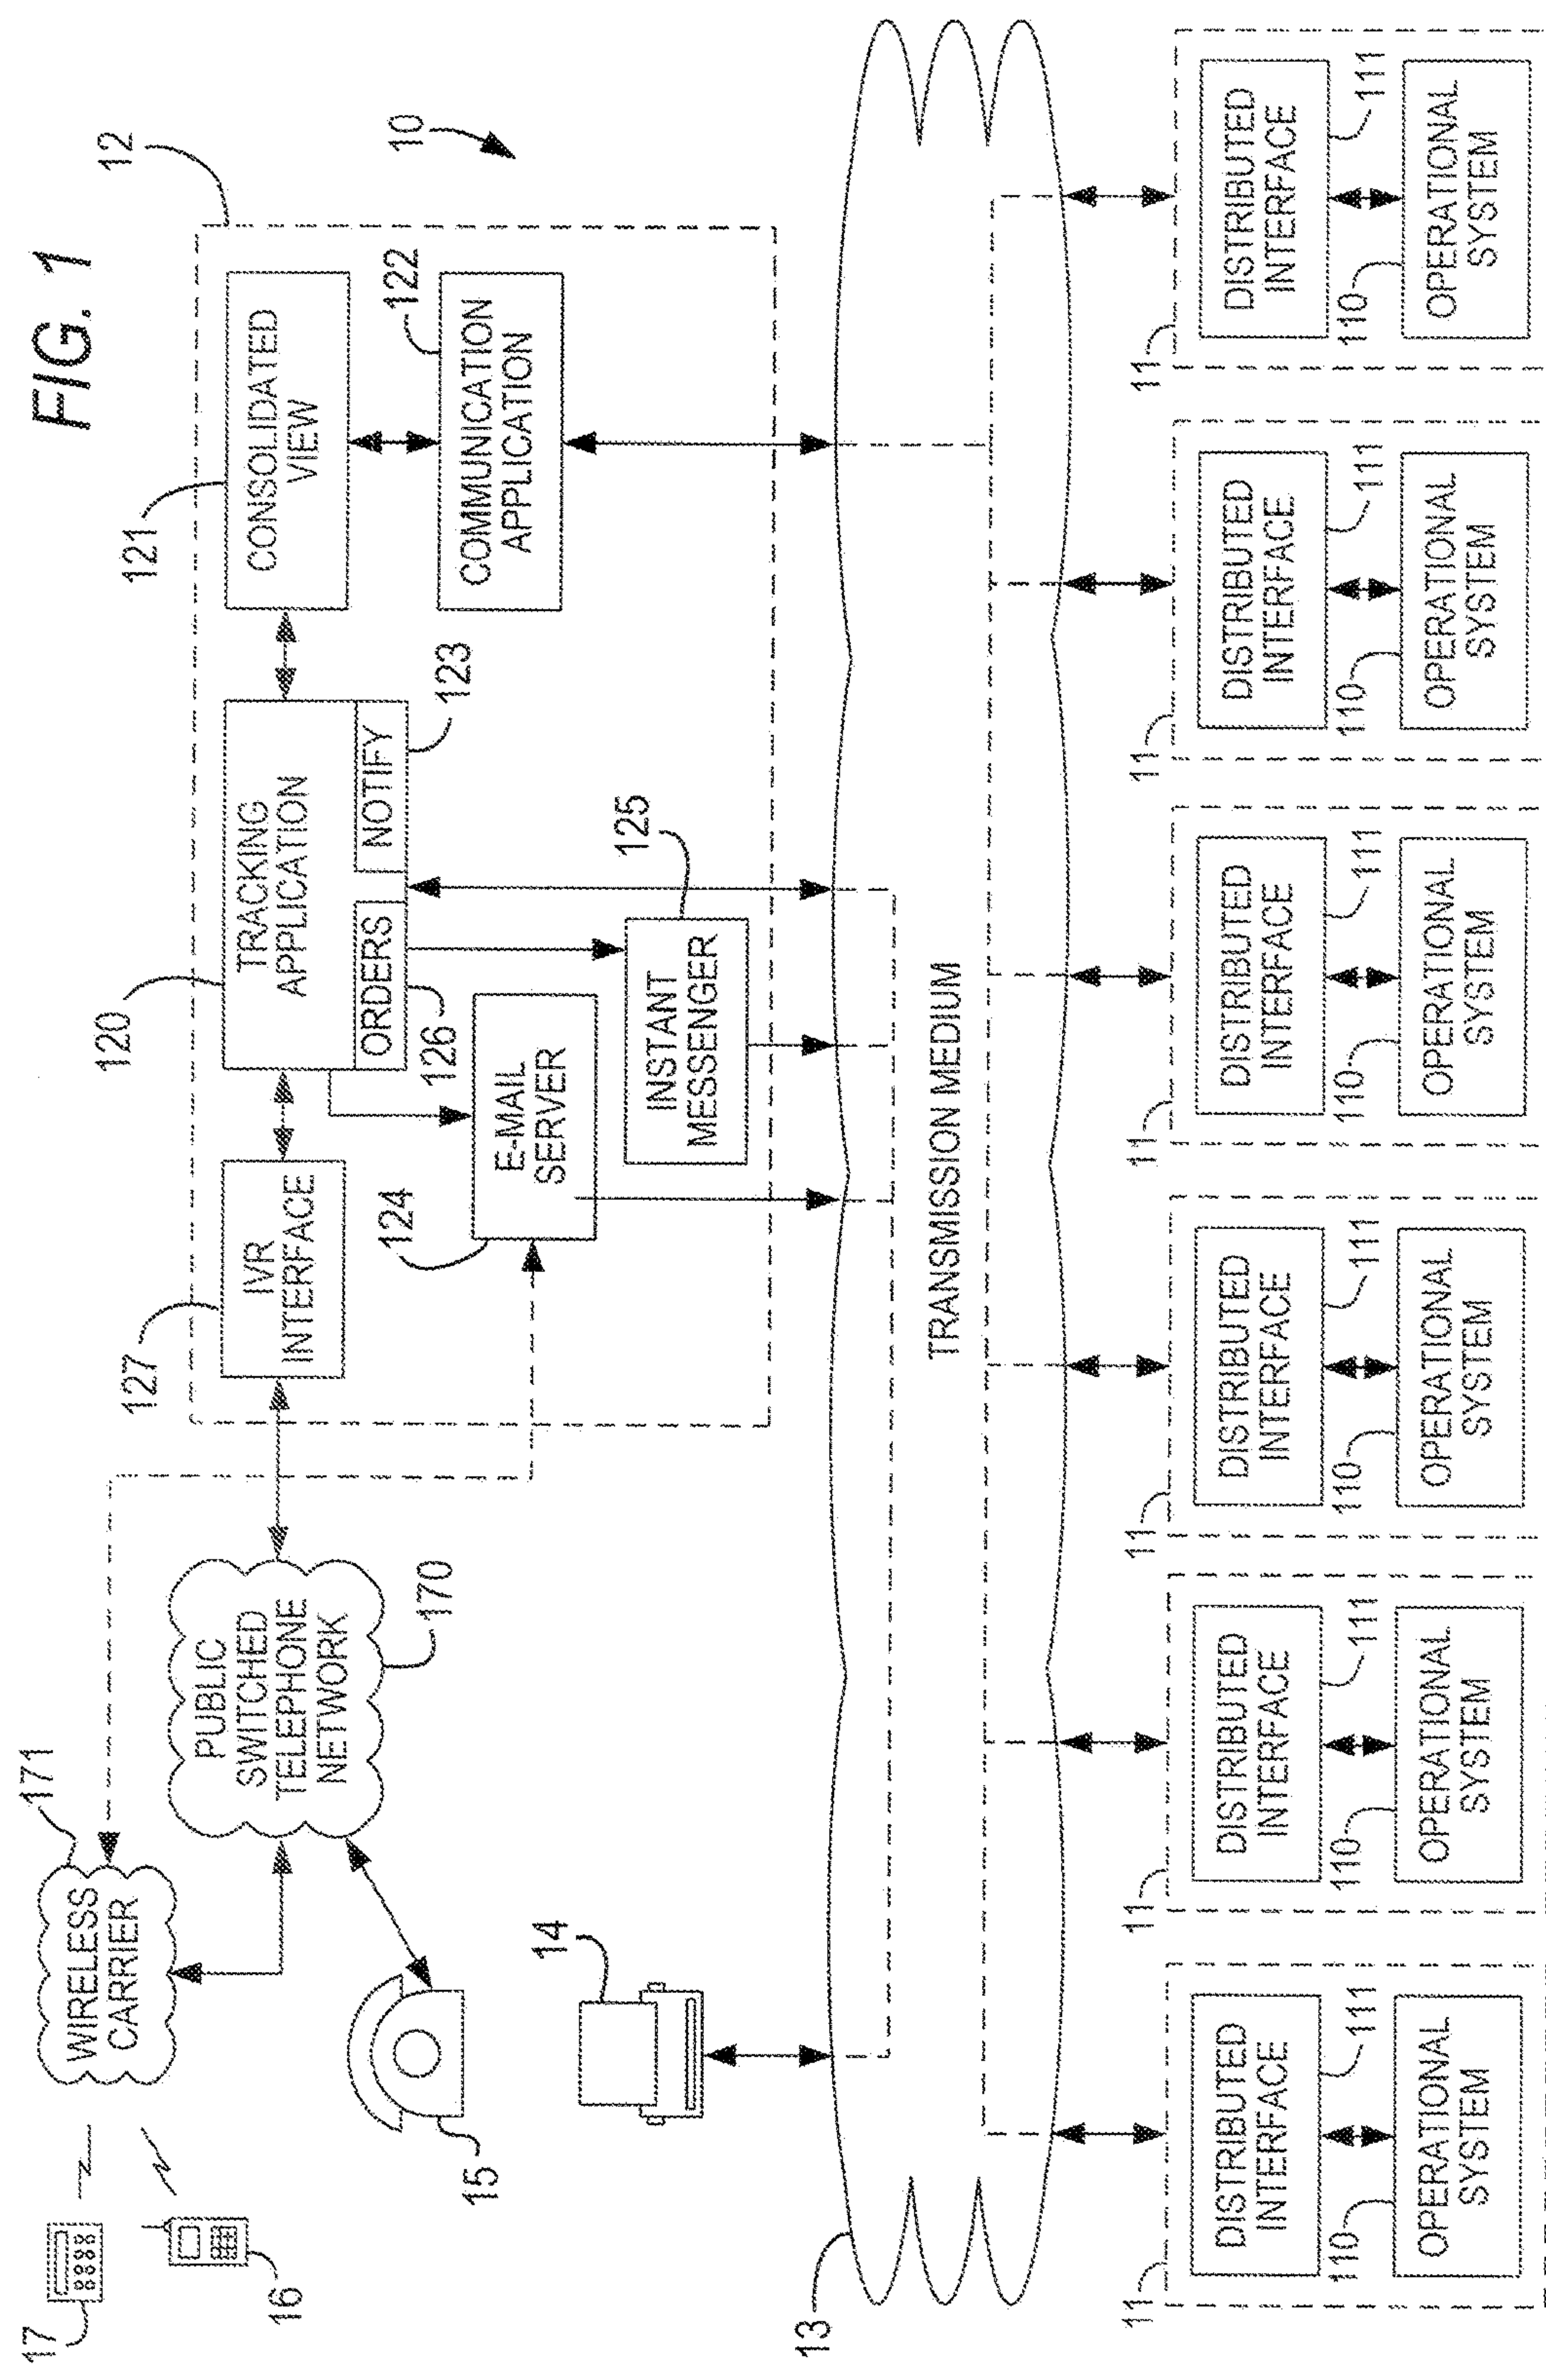 FIG. 1
10
12
17
16
171
WIRELESS
CARRIER
PUBLIC
SWITCHED
TELEPHONE
NETWORK
170
15
14
127
IVR
INTERFACE
120
TRACKING
APPLICATION
ORDERS
NOTIFY
126
123
121
CONSOLIDATED
VIEW
122
COMMUNICATION
APPLICATION
124
E-MAIL
SERVER
125
INSTANT
MESSENGER
13
TRANSMISSION MEDIUM
11
DISTRIBUTED
INTERFACE
111
110
OPERATIONAL
SYSTEM
11
DISTRIBUTED
INTERFACE
111
110
OPERATIONAL
SYSTEM
11
DISTRIBUTED
INTERFACE
111
110
OPERATIONAL
SYSTEM
11
DISTRIBUTED
INTERFACE
111
110
OPERATIONAL
SYSTEM
11
DISTRIBUTED
INTERFACE
111
110
OPERATIONAL
SYSTEM
11
DISTRIBUTED
INTERFACE
111
110
OPERATIONAL
SYSTEM